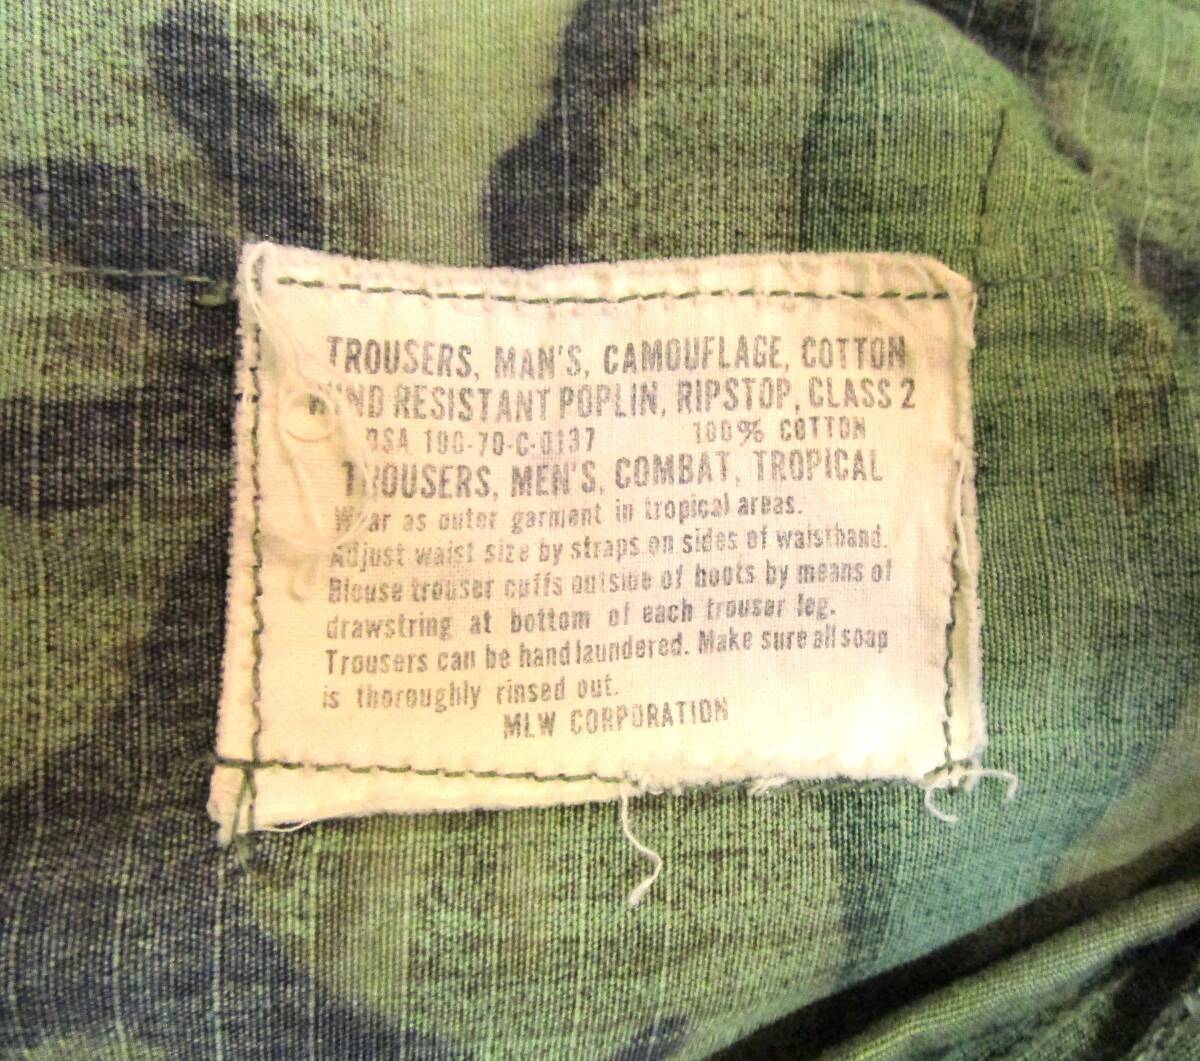 TROUSERS, MAN'S, CAMOUFLAGE, COTTON
WIND RESISTANT POPLIN, RIPSTOP, CLASS 2
DSA 100-70-C-0137 100% COTTON
TROUSERS, MEN'S, COMBAT, TROPICAL
Wear as outer garment in tropical areas.
Adjust waist size by straps on sides of waistband.
Blouse trouser cuffs outside of boots by means of
drawstring at bottom of each trouser leg.
Trousers can be hand laundered. Make sure all soap
is thoroughly rinsed out.
MLW CORPORATION